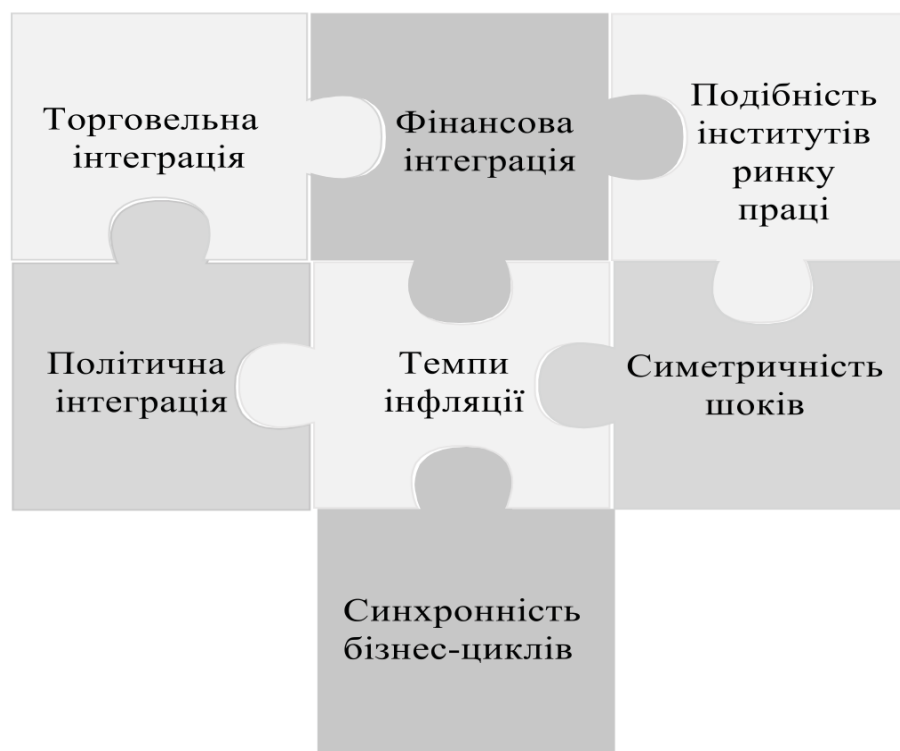 Торговельна
інтеграція
Фінансова
інтеграція
Подібність
інститутів
ринку
праці
Політична
інтеграція
Темпи
інфляції
Симетричність
шоків
Синхронність
бізнес-циклів